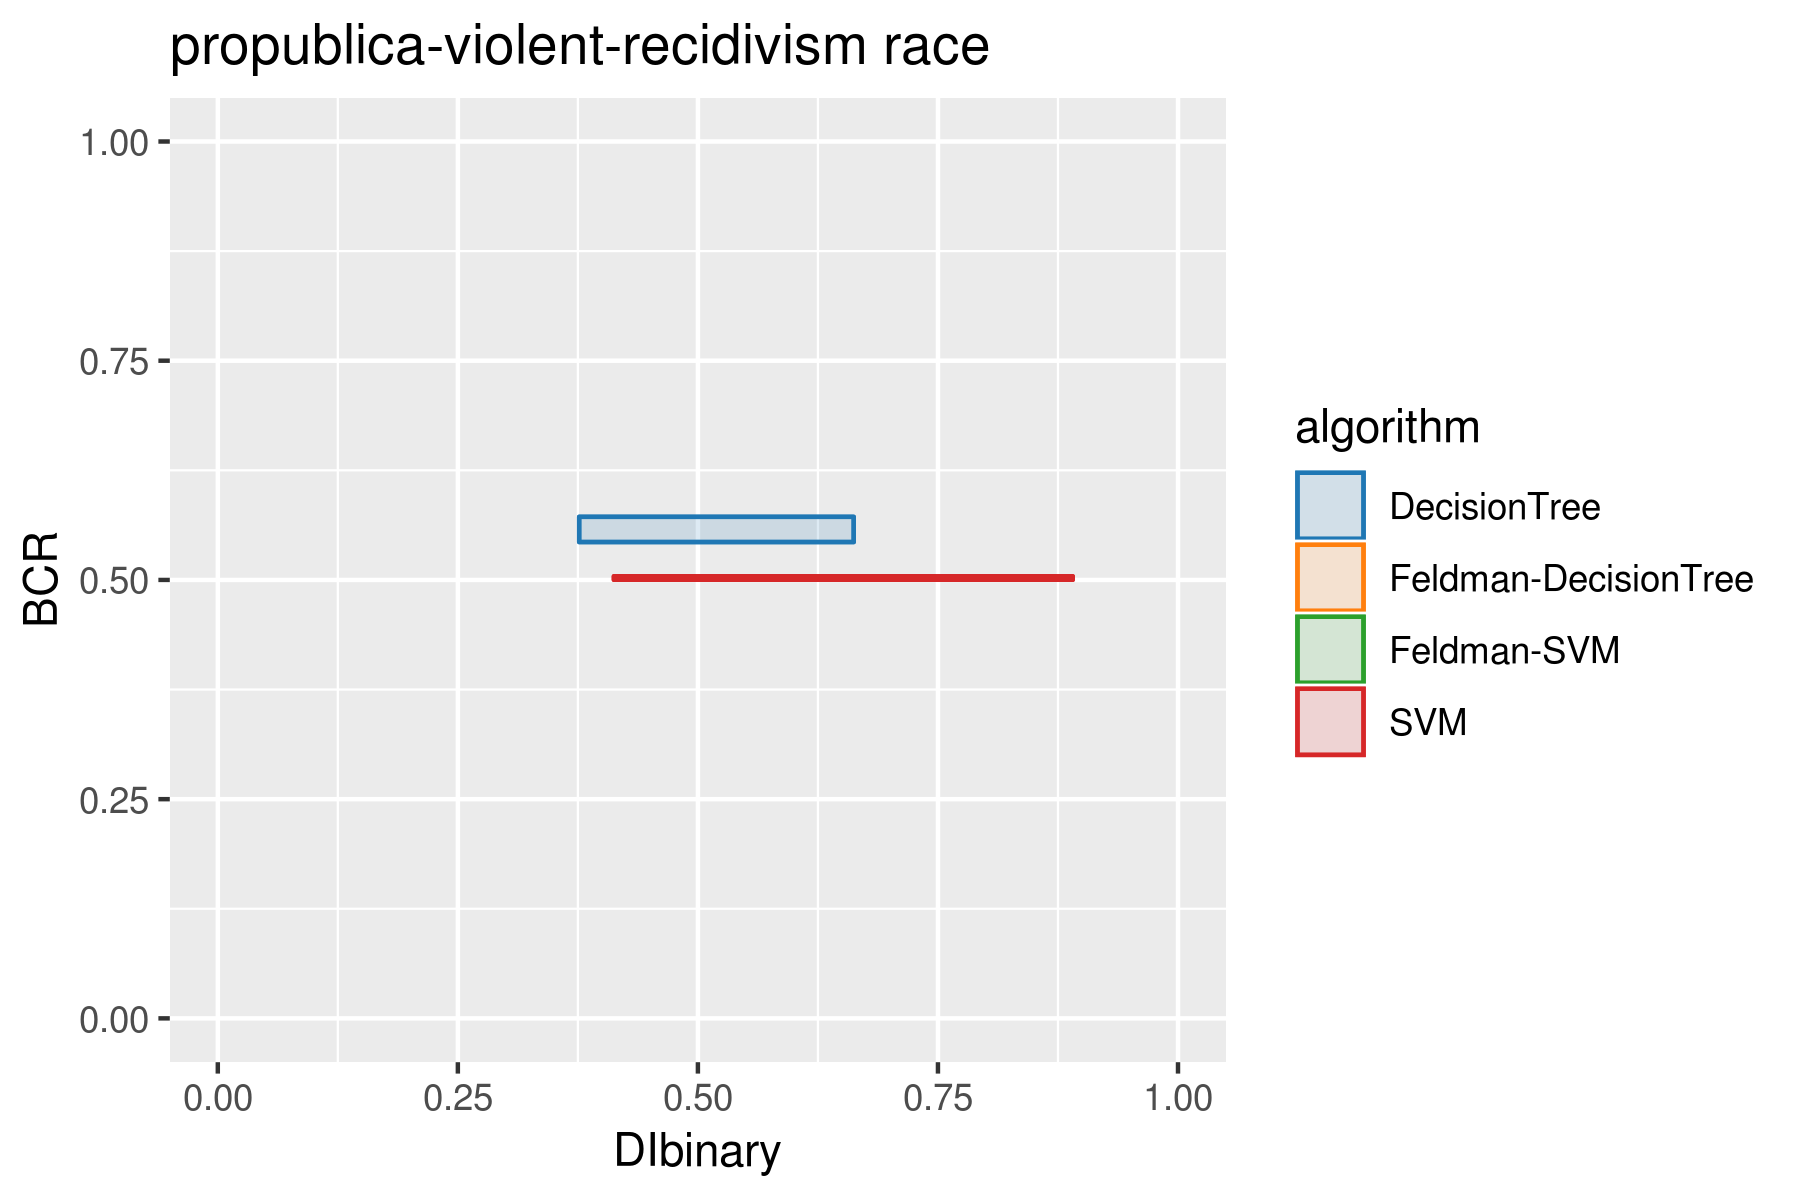 propublica-violent-recidivism race
1.00
0.75
0.50
0.25
0.00
BCR
0.00 0.25 0.50 0.75 1.00
DIbinary
algorithm
DecisionTree
Feldman-DecisionTree
Feldman-SVM
SVM